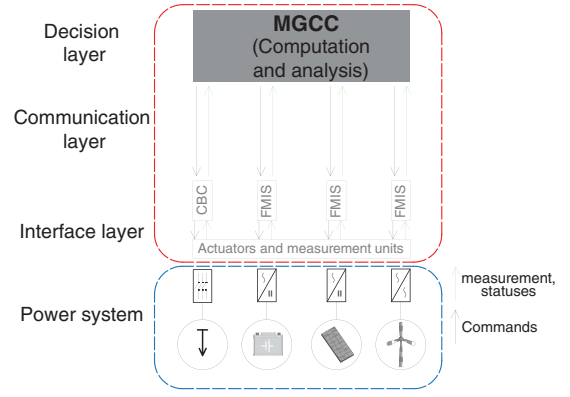 Decision
layer
MGCC
(Computation
and analysis)
Communication
layer
CBC
FMIS
FMIS
FMIS
Interface layer
Actuators and measurement units
Power system
measurement,
statuses
Commands